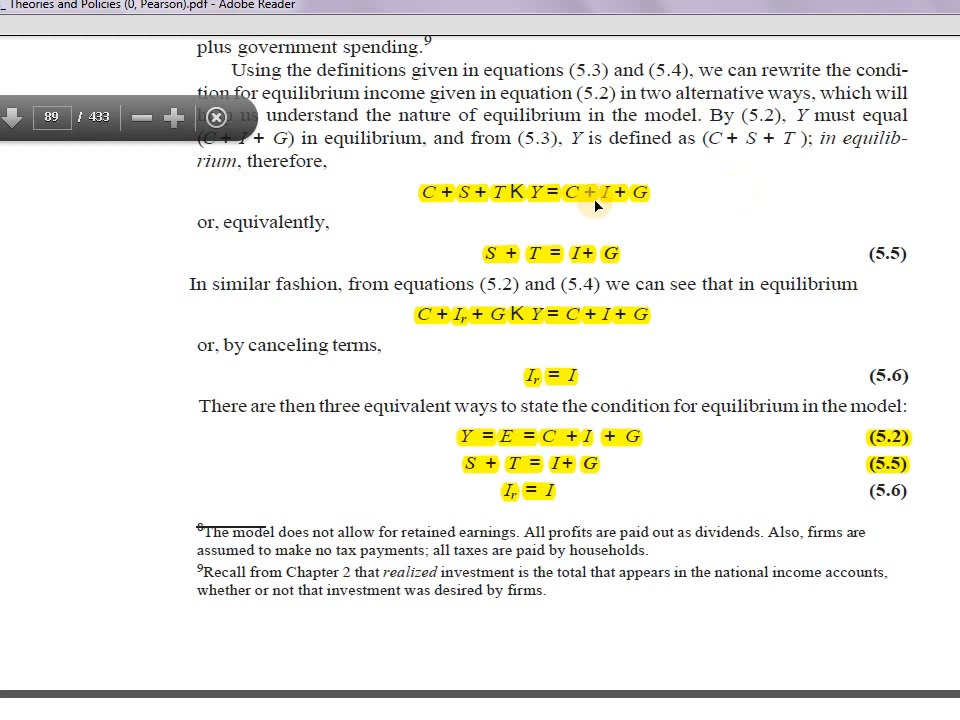 _ Theories and Policies (0, Pearson).pdf - Adobe Reader
plus government spending.⁹
Using the definitions given in equations (5.3) and (5.4), we can rewrite the condi-
tion for equilibrium income given in equation (5.2) in two alternative ways, which will
us understand the nature of equilibrium in the model. By (5.2), Y must equal
89 / 433
(C + I + G) in equilibrium, and from (5.3), Y is defined as (C + S + T ); in equilib-
rium, therefore,
C + S + T K Y = C + I + G
or, equivalently,
S + T = I + G (5.5)
In similar fashion, from equations (5.2) and (5.4) we can see that in equilibrium
C + Iᵣ + G K Y = C + I + G
or, by canceling terms,
Iᵣ = I (5.6)
There are then three equivalent ways to state the condition for equilibrium in the model:
Y = E = C + I + G (5.2)
S + T = I + G (5.5)
Iᵣ = I (5.6)
⁸The model does not allow for retained earnings. All profits are paid out as dividends. Also, firms are
assumed to make no tax payments; all taxes are paid by households.
⁹Recall from Chapter 2 that realized investment is the total that appears in the national income accounts,
whether or not that investment was desired by firms.